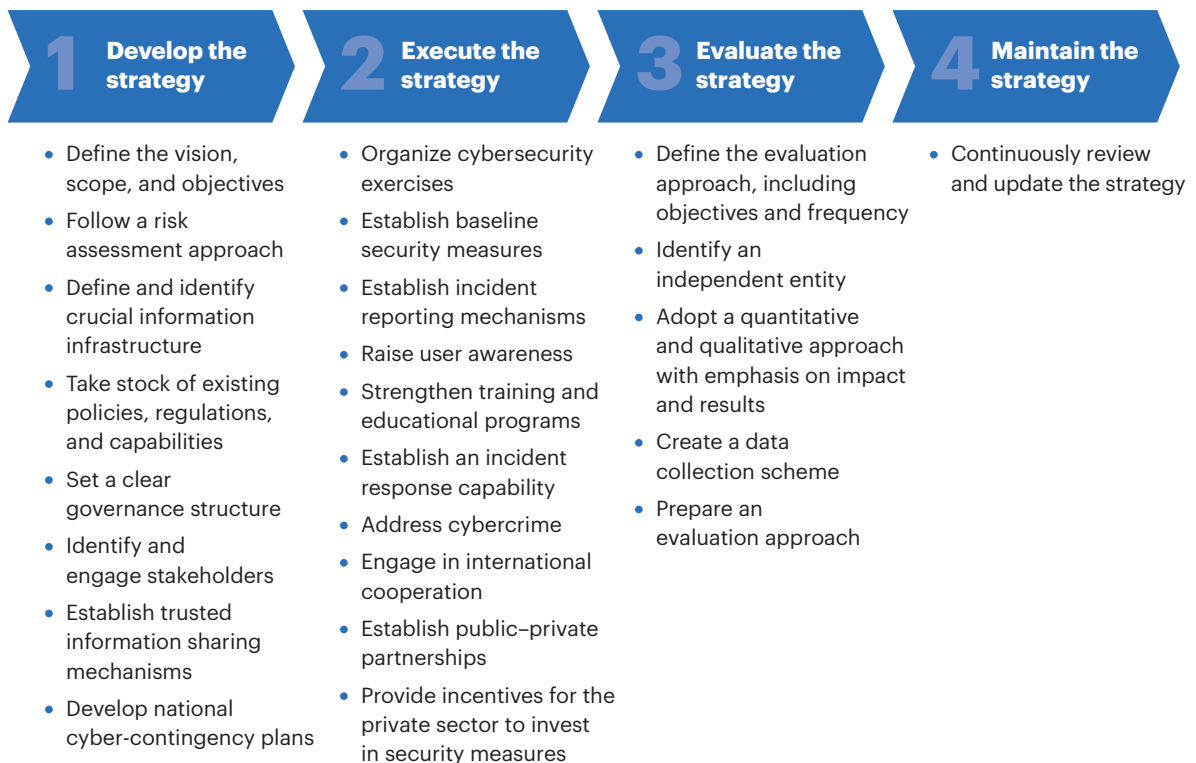 1 Develop the
strategy
• Define the vision,
scope, and objectives
• Follow a risk
assessment approach
• Define and identify
crucial information
infrastructure
• Take stock of existing
policies, regulations,
and capabilities
• Set a clear
governance structure
• Identify and
engage stakeholders
• Establish trusted
information sharing
mechanisms
• Develop national
cyber-contingency plans
2 Execute the
strategy
• Organize cybersecurity
exercises
• Establish baseline
security measures
• Establish incident
reporting mechanisms
• Raise user awareness
• Strengthen training and
educational programs
• Establish an incident
response capability
• Address cybercrime
• Engage in international
cooperation
• Establish public–private
partnerships
• Provide incentives for the
private sector to invest
in security measures
3 Evaluate the
strategy
• Define the evaluation
approach, including
objectives and frequency
• Identify an
independent entity
• Adopt a quantitative
and qualitative approach
with emphasis on impact
and results
• Create a data
collection scheme
• Prepare an
evaluation approach
4 Maintain the
strategy
• Continuously review
and update the strategy